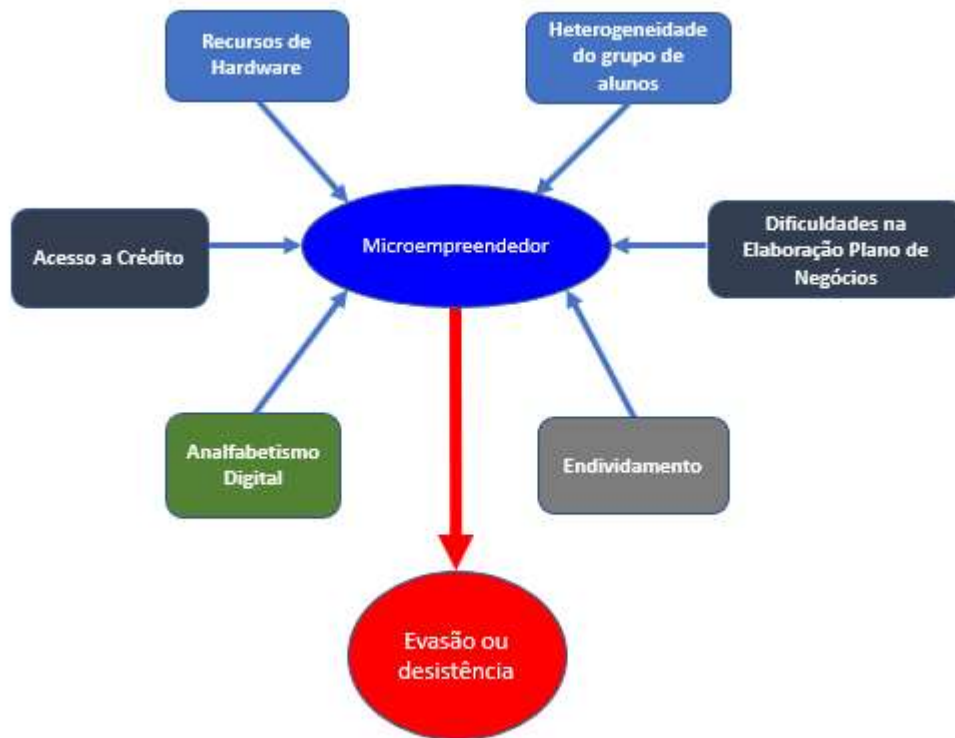 Recursos de
Hardware
Heterogeneidade
do grupo de
alunos
Acesso a Crédito
Microempreendedor
Dificuldades na
Elaboração Plano de
Negócios
Analfabetismo
Digital
Endividamento
Evasão ou
desistência